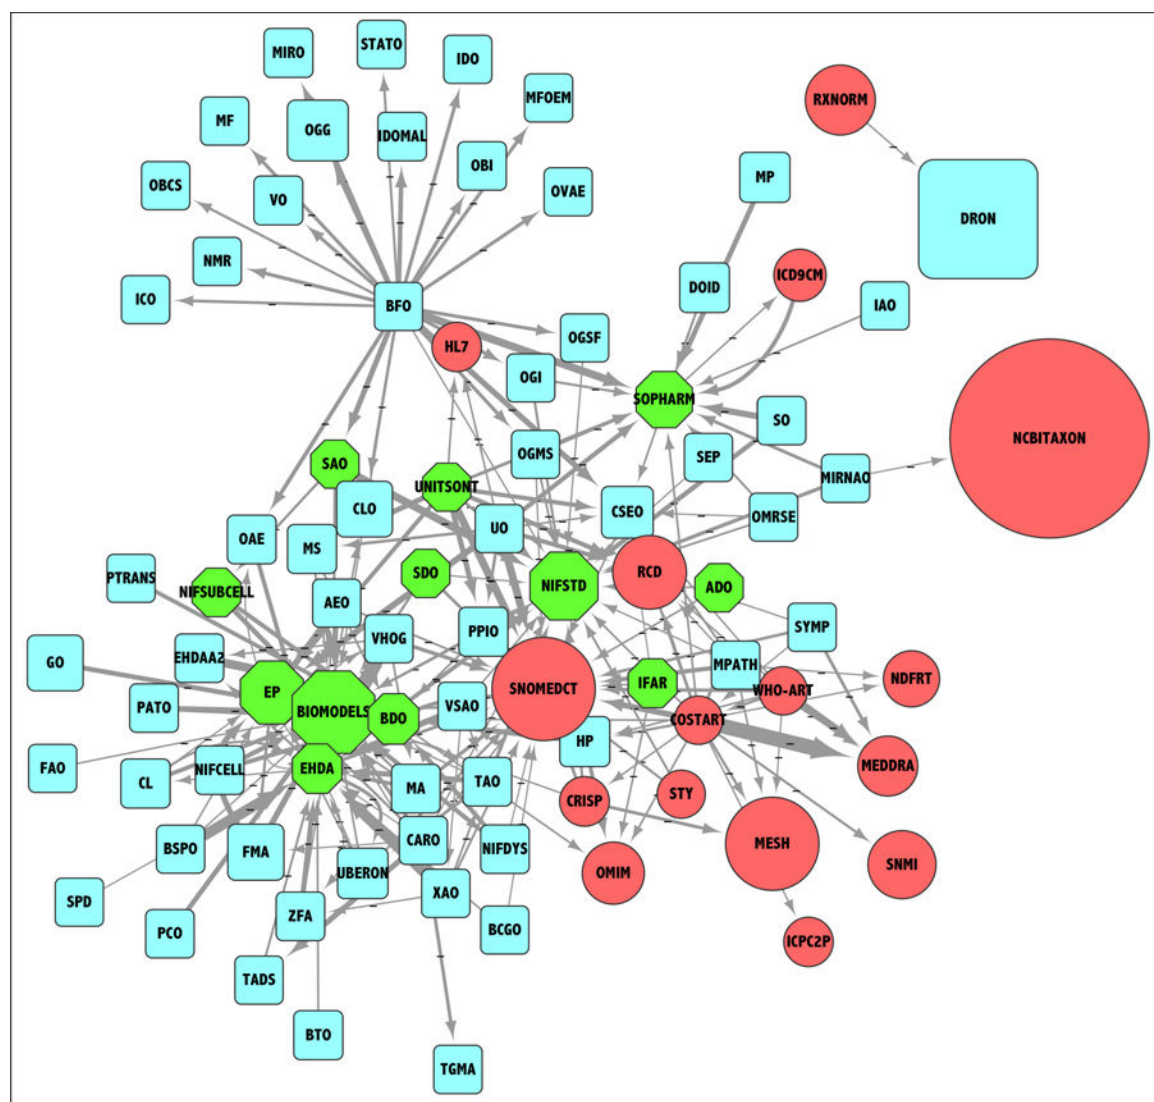 STATO
MIRO
IDO
MFOEM
RXNORM
MF
OGG
IDOMAL
OBI
MP
OBCS
VO
OVAE
DRON
NMR
ICD9CM
DOID
ICO
BFO
IAO
OGSF
HL7
OGI
SOPHARM
SO
NCBITAXON
OGMS
SEP
SAO
MIRNAO
UNITSONT
CLO
CSEO
OMRSE
UO
OAE
MS
RCD
PTRANS
NIFSUBCELL
SDO
NIFSTD
ADO
AEO
SYMP
VHOG
PPIO
EHDAA2
GO
MPATH
NDFRT
EP
SNOMEDCT
IFAR
WHO-ART
PATO
BIOMODELS
BDO
VSAO
COSTART
HP
FAO
CL
NIFCELL
EHDA
MA
TAO
MEDDRA
STY
CRISP
BSPO
FMA
CARO
NIFDYS
MESH
UBERON
OMIM
SNMI
SPD
XAO
ZFA
PCO
BCGO
ICPC2P
TADS
BTO
TGMA